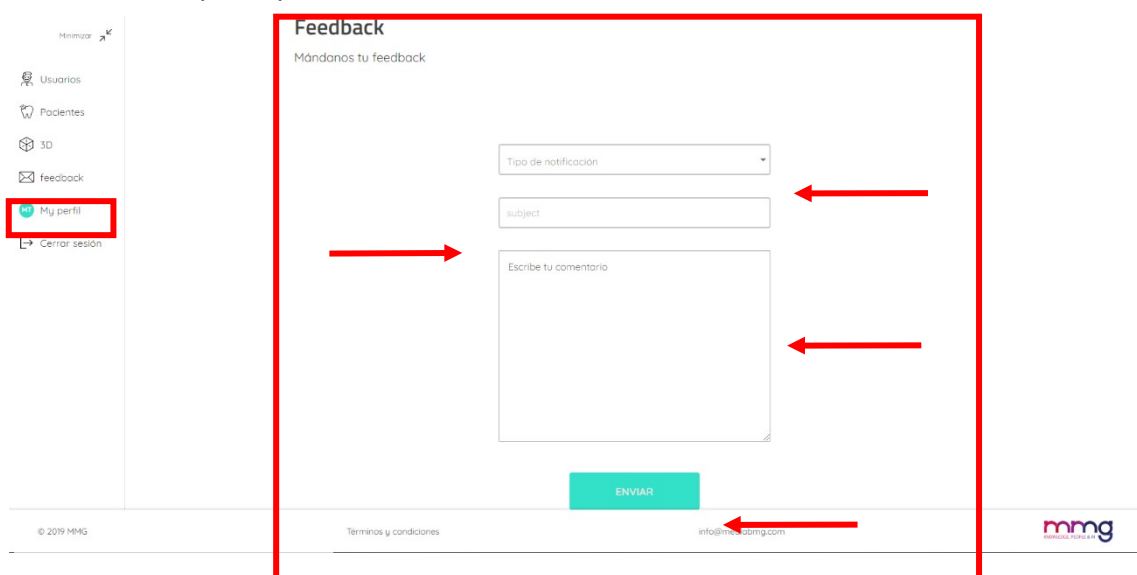 Minimizar
Usuarios
Pacientes
3D
feedback
MT My perfil
Cerrar sesión
Feedback
Mándanos tu feedback
Tipo de notificación
subject
Escribe tu comentario
ENVIAR
© 2019 MMG
Términos y condiciones
mmg